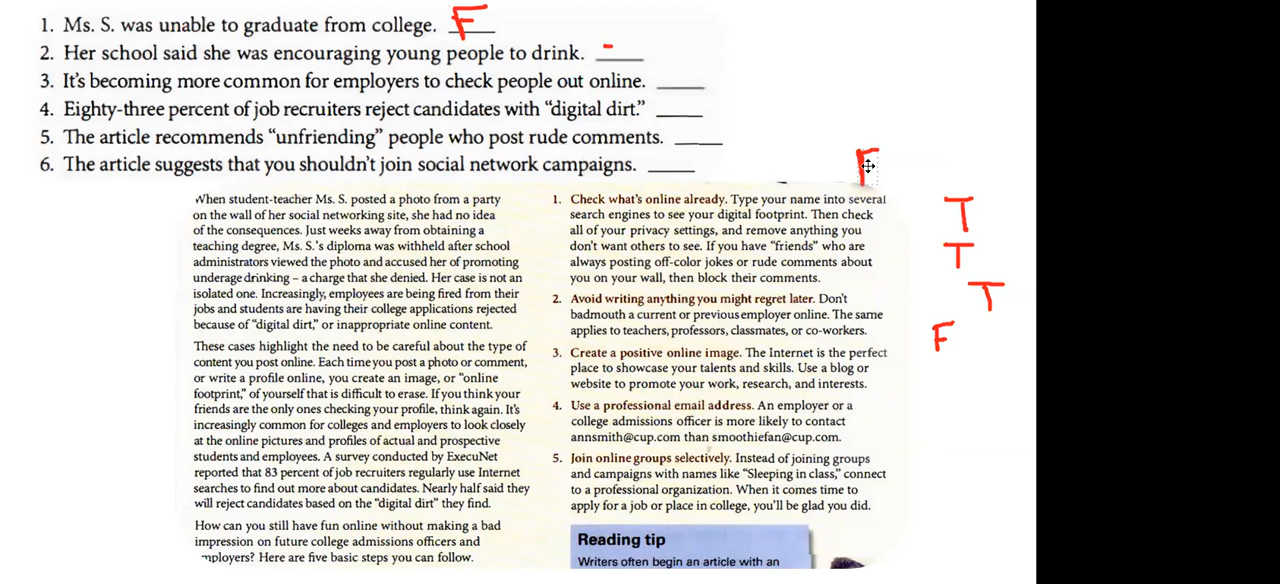 1. Ms. S. was unable to graduate from college. F
2. Her school said she was encouraging young people to drink. ____
3. It's becoming more common for employers to check people out online. ____
4. Eighty-three percent of job recruiters reject candidates with “digital dirt.” ____
5. The article recommends “unfriending” people who post rude comments. ____
6. The article suggests that you shouldn't join social network campaigns. ____
F
T
T
T
F
When student-teacher Ms. S. posted a photo from a party
on the wall of her social networking site, she had no idea
of the consequences. Just weeks away from obtaining a
teaching degree, Ms. S.'s diploma was withheld after school
administrators viewed the photo and accused her of promoting
underage drinking – a charge that she denied. Her case is not an
isolated one. Increasingly, employees are being fired from their
jobs and students are having their college applications rejected
because of “digital dirt,” or inappropriate online content.
These cases highlight the need to be careful about the type of
content you post online. Each time you post a photo or comment,
or write a profile online, you create an image, or “online
footprint,” of yourself that is difficult to erase. If you think your
friends are the only ones checking your profile, think again. It's
increasingly common for colleges and employers to look closely
at the online pictures and profiles of actual and prospective
students and employees. A survey conducted by ExecuNet
reported that 83 percent of job recruiters regularly use Internet
searches to find out more about candidates. Nearly half said they
will reject candidates based on the “digital dirt” they find.
How can you still have fun online without making a bad
impression on future college admissions officers and
mployers? Here are five basic steps you can follow.
1. Check what's online already. Type your name into several
search engines to see your digital footprint. Then check
all of your privacy settings, and remove anything you
don't want others to see. If you have “friends” who are
always posting off-color jokes or rude comments about
you on your wall, then block their comments.
2. Avoid writing anything you might regret later. Don't
badmouth a current or previous employer online. The same
applies to teachers, professors, classmates, or co-workers.
3. Create a positive online image. The Internet is the perfect
place to showcase your talents and skills. Use a blog or
website to promote your work, research, and interests.
4. Use a professional email address. An employer or a
college admissions officer is more likely to contact
annsmith@cup.com than smoothiefan@cup.com.
5. Join online groups selectively. Instead of joining groups
and campaigns with names like “Sleeping in class,” connect
to a professional organization. When it comes time to
apply for a job or place in college, you'll be glad you did.
Reading tip
Writers often begin an article with an